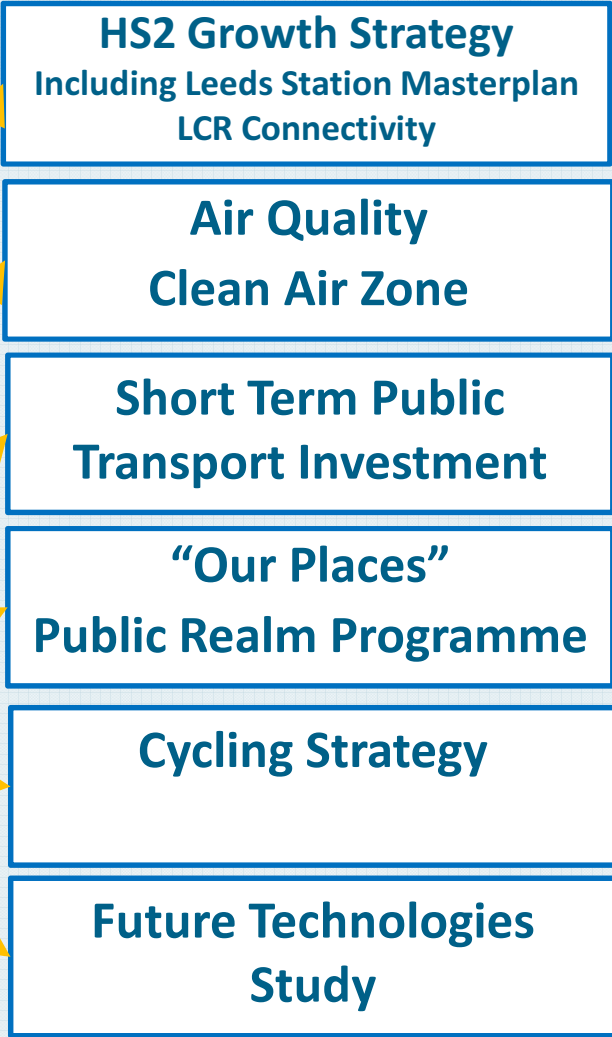 HS2 Growth Strategy
Including Leeds Station Masterplan
LCR Connectivity
Air Quality
Clean Air Zone
Short Term Public
Transport Investment
“Our Places”
Public Realm Programme
Cycling Strategy
Future Technologies
Study